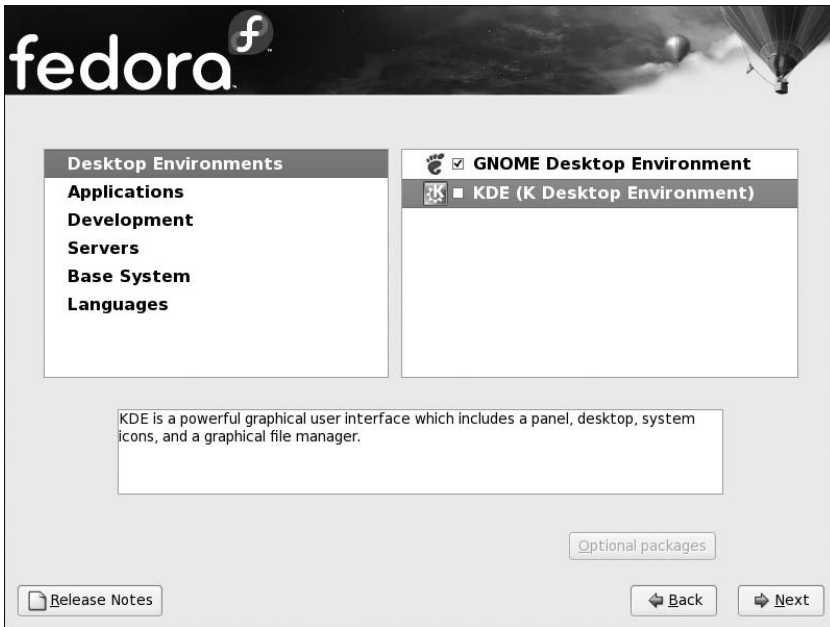 fedora
Desktop Environments
Applications
Development
Servers
Base System
Languages
GNOME Desktop Environment
KDE (K Desktop Environment)
KDE is a powerful graphical user interface which includes a panel, desktop, system
icons, and a graphical file manager.
Optional packages
Release Notes
Back
Next